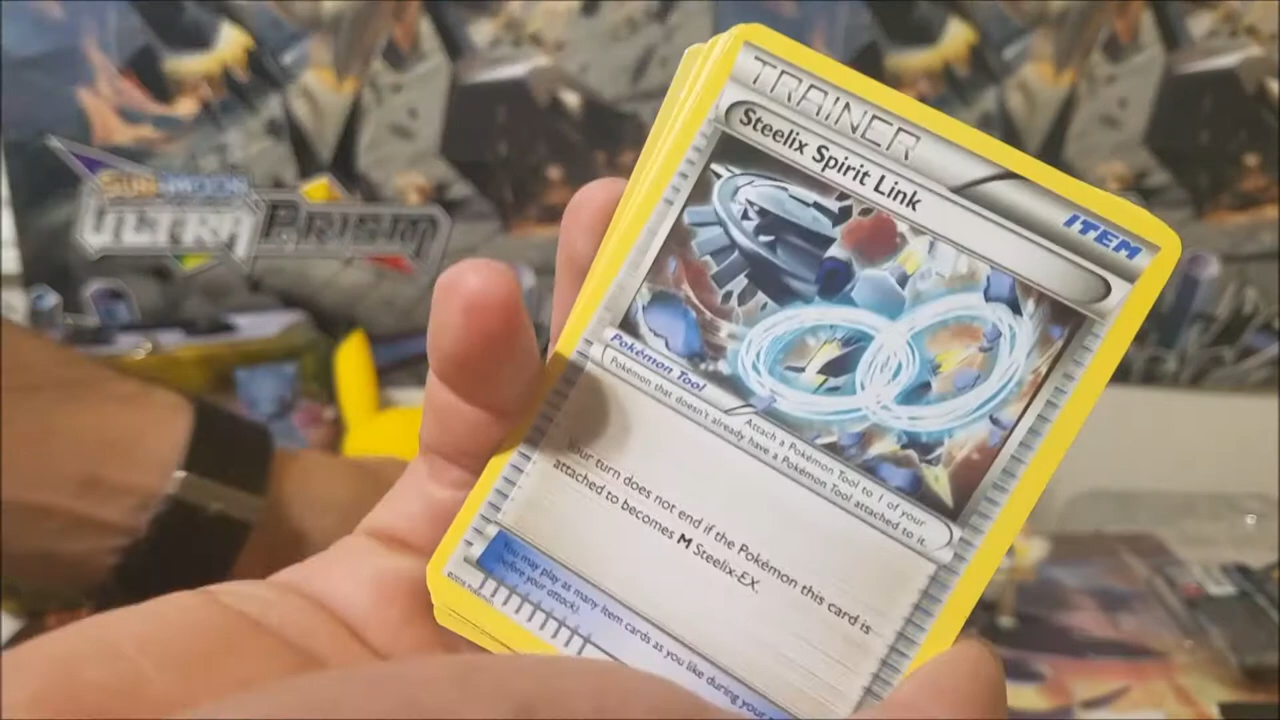 TRAINER
Steelix Spirit Link
ITEM
Pokémon Tool
Attach a Pokémon Tool to 1 of your
Pokémon that doesn't already have a Pokémon Tool attached to it.
Your turn does not end if the Pokémon this card is
attached to becomes M Steelix-EX.
You may play as many Item cards as you like during your
before your attack).
©2016 Pokémon
SUN & MOON
ULTRA PRISM